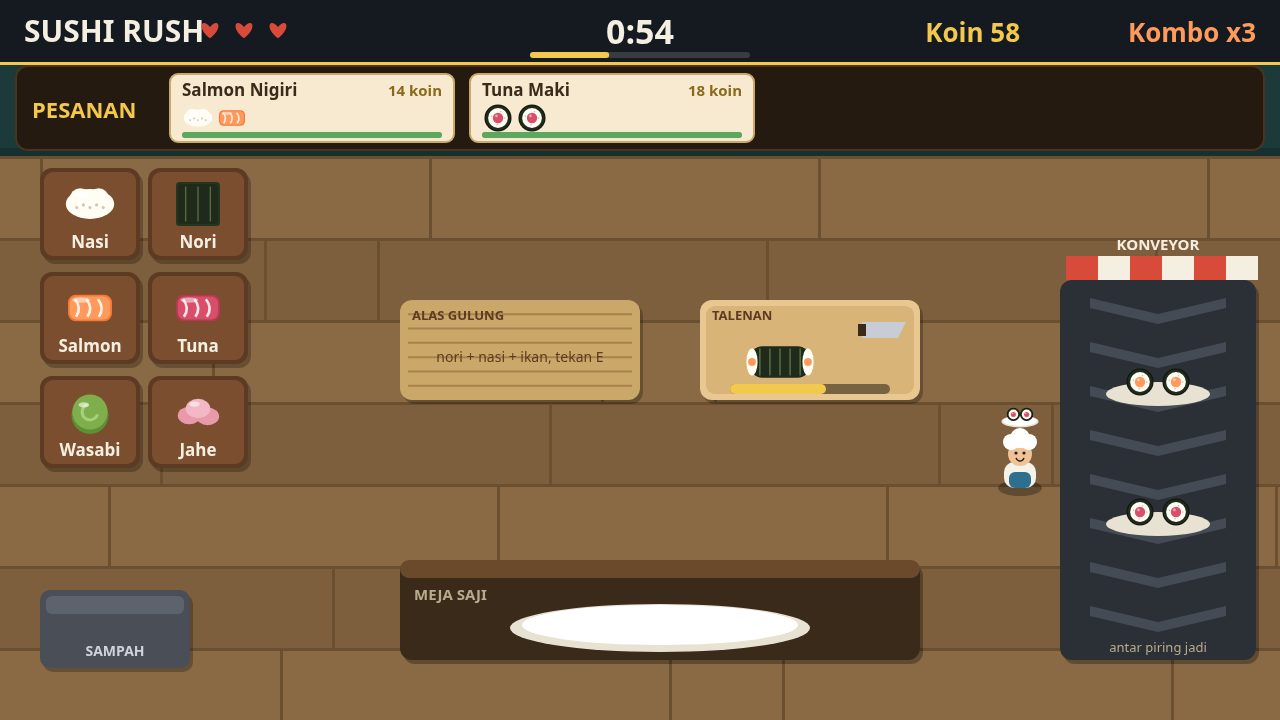 SUSHI RUSH
0:54
Koin 58
Kombo x3
PESANAN
Salmon Nigiri
14 koin
Tuna Maki
18 koin
Nasi
Nori
Salmon
Tuna
Wasabi
Jahe
ALAS GULUNG
nori + nasi + ikan, tekan E
TALENAN
KONVEYOR
antar piring jadi
MEJA SAJI
SAMPAH